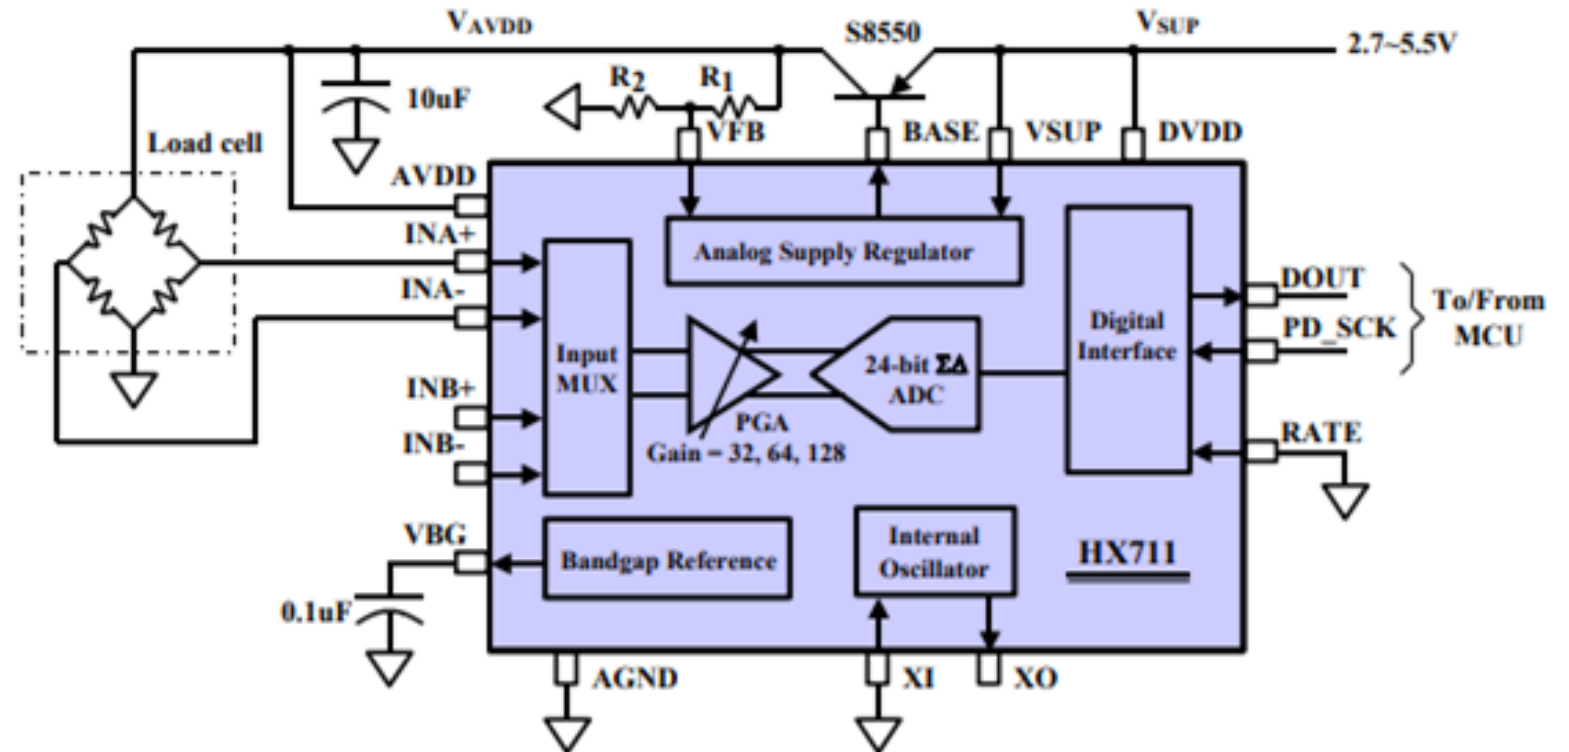 V_AVDD
S8550
V_SUP
2.7~5.5V
R2
R1
10uF
VFB
BASE
VSUP
DVDD
Load cell
AVDD
INA+
INA-
INB+
INB-
VBG
0.1uF
Analog Supply Regulator
Input
MUX
PGA
Gain = 32, 64, 128
24-bit ΣΔ
ADC
Digital
Interface
DOUT
PD_SCK
RATE
To/From
MCU
Bandgap Reference
Internal
Oscillator
HX711
AGND
XI
XO